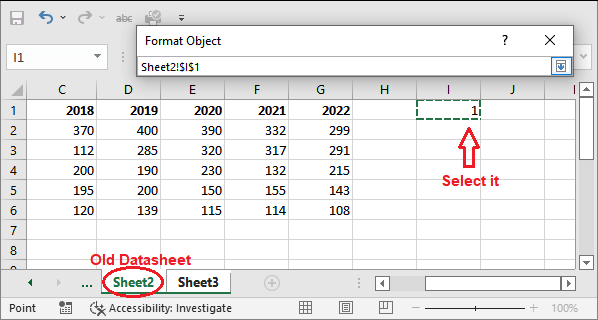 abc
Format Object ? ×
I1
Sheet2!$I$1
C D E F G H I J
1 2018 2019 2020 2021 2022 1
2 370 400 390 332 299
3 112 285 320 317 291
4 200 190 230 132 215
5 195 200 150 155 143
6 120 139 115 114 108
7
8
Select it
Old Datasheet
... Sheet2 Sheet3
Point Accessibility: Investigate 100%